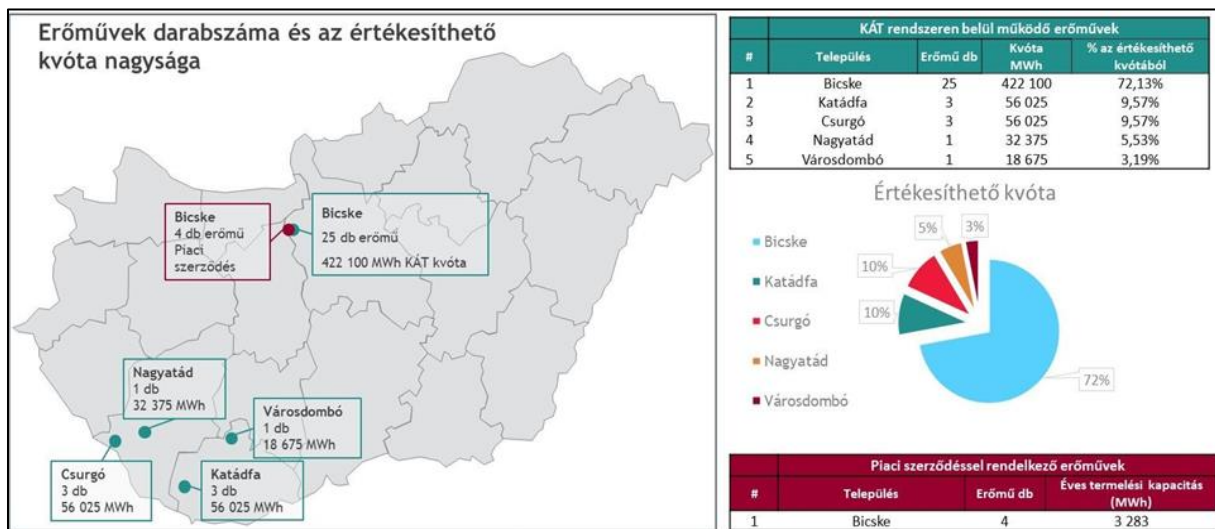 Erőművek darabszáma és az értékesíthető
kvóta nagysága
Bicske
4 db erőmű
Piaci
szerződés
Bicske
25 db erőmű
422 100 MWh KÁT kvóta
Nagyatád
1 db
32 375 MWh
Városdombó
1 db
18 675 MWh
Csurgó
3 db
56 025 MWh
Katádfa
3 db
56 025 MWh
KÁT rendszeren belül működő erőművek
# Település Erőmű db Kvóta MWh % az értékesíthető kvótából
1 Bicske 25 422 100 72,13%
2 Katádfa 3 56 025 9,57%
3 Csurgó 3 56 025 9,57%
4 Nagyatád 1 32 375 5,53%
5 Városdombó 1 18 675 3,19%
Értékesíthető kvóta
Bicske
Katádfa
Csurgó
Nagyatád
Városdombó
5%
3%
10%
10%
72%
Piaci szerződéssel rendelkező erőművek
# Település Erőmű db Éves termelési kapacitás (MWh)
1 Bicske 4 3 283